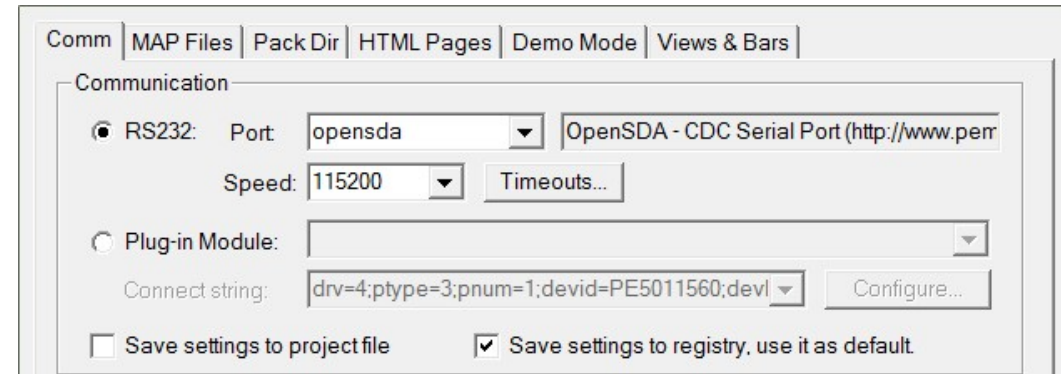 Comm MAP Files Pack Dir HTML Pages Demo Mode Views & Bars
Communication
RS232: Port: opensda OpenSDA - CDC Serial Port (http://www.pem
Speed: 115200 Timeouts...
Plug-in Module:
Connect string: drv=4;ptype=3;pnum=1;devid=PE5011560;devI Configure...
Save settings to project file Save settings to registry, use it as default.